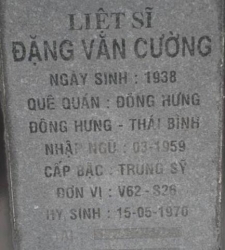 LIỆT SĨ
ĐẶNG VĂN CƯỜNG
NGÀY SINH : 1938
QUÊ QUÁN : ĐÔNG HƯNG
ĐÔNG HƯNG - THÁI BÌNH
NHẬP NGŨ : 03-1959
CẤP BẬC : TRUNG SỸ
ĐƠN VỊ : V62 - S26
HY SINH : 15-05-1970